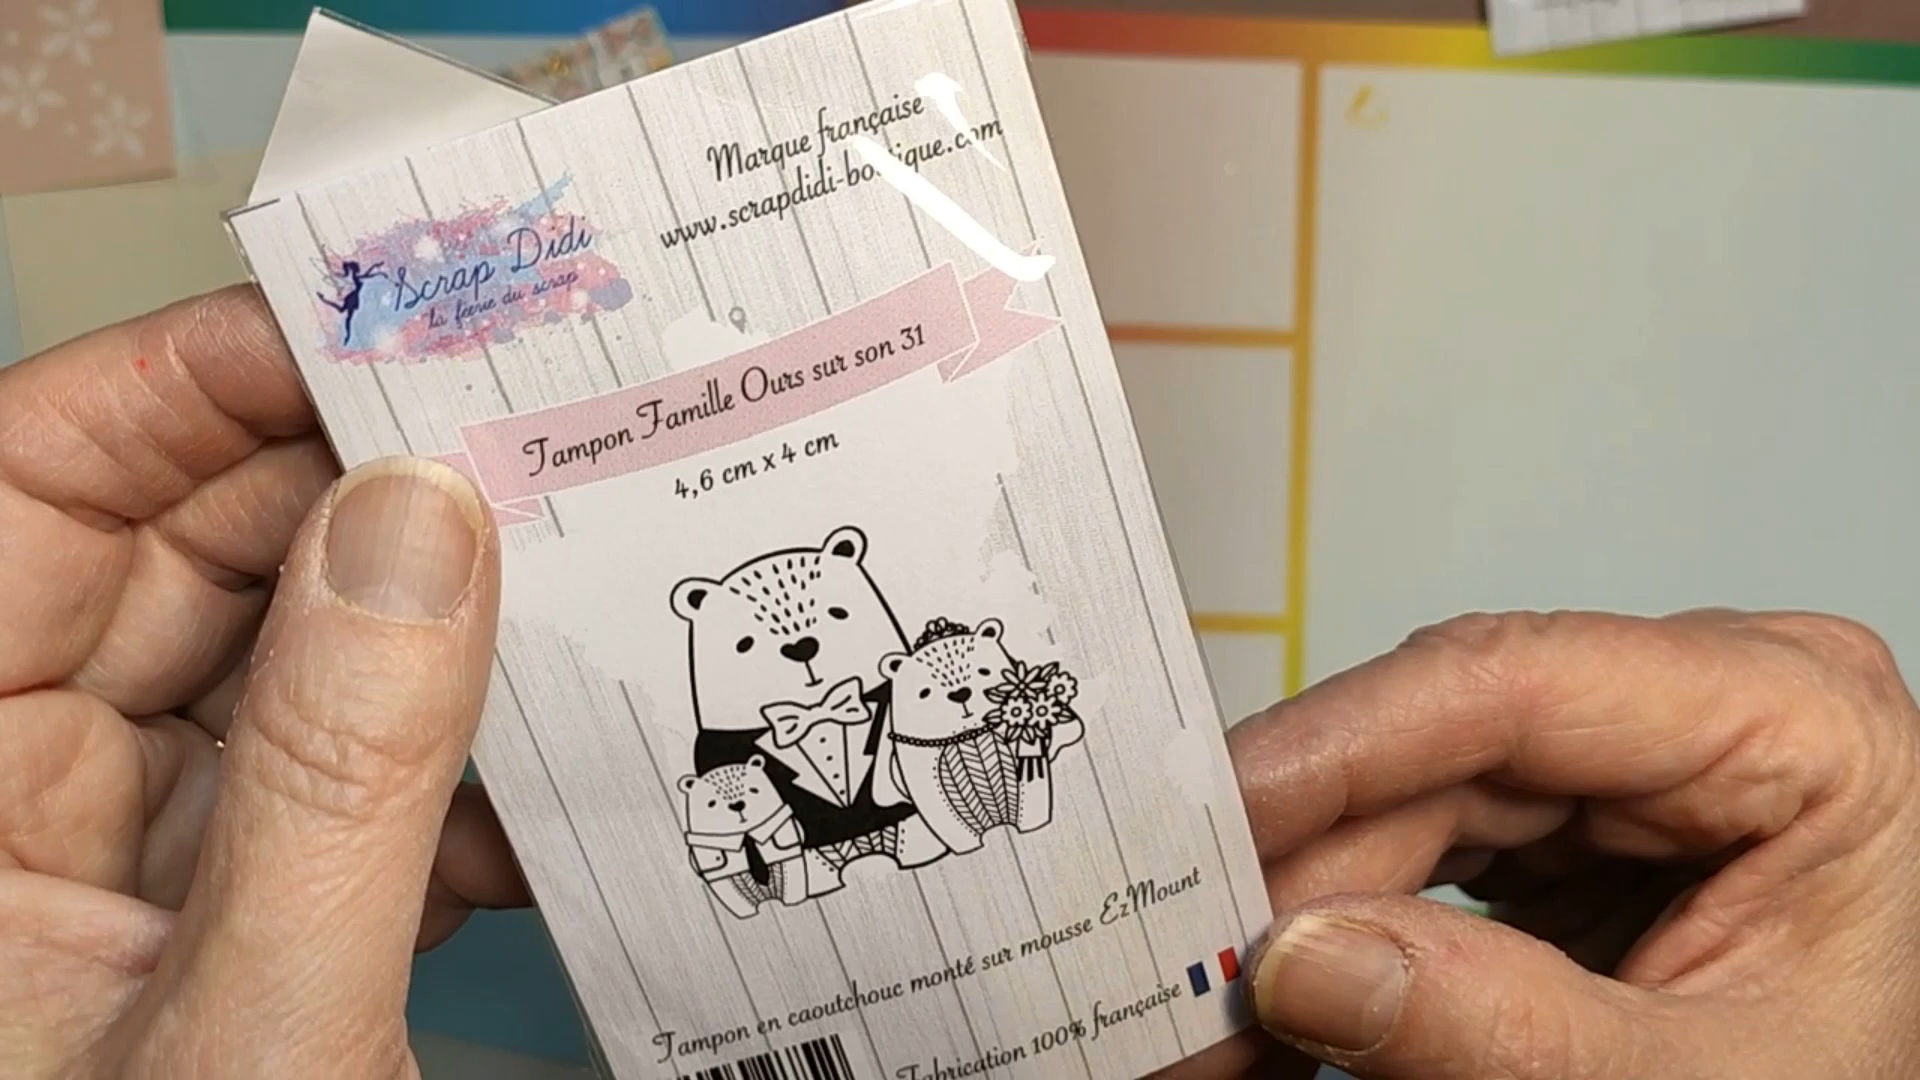 Marque française
www.scrapdidi-boutique.com
Scrap Didi
la féerie du scrap
Tampon Famille Ours sur son 31
4,6 cm x 4 cm
Tampon en caoutchouc monté sur mousse EzMount
Fabrication 100% française